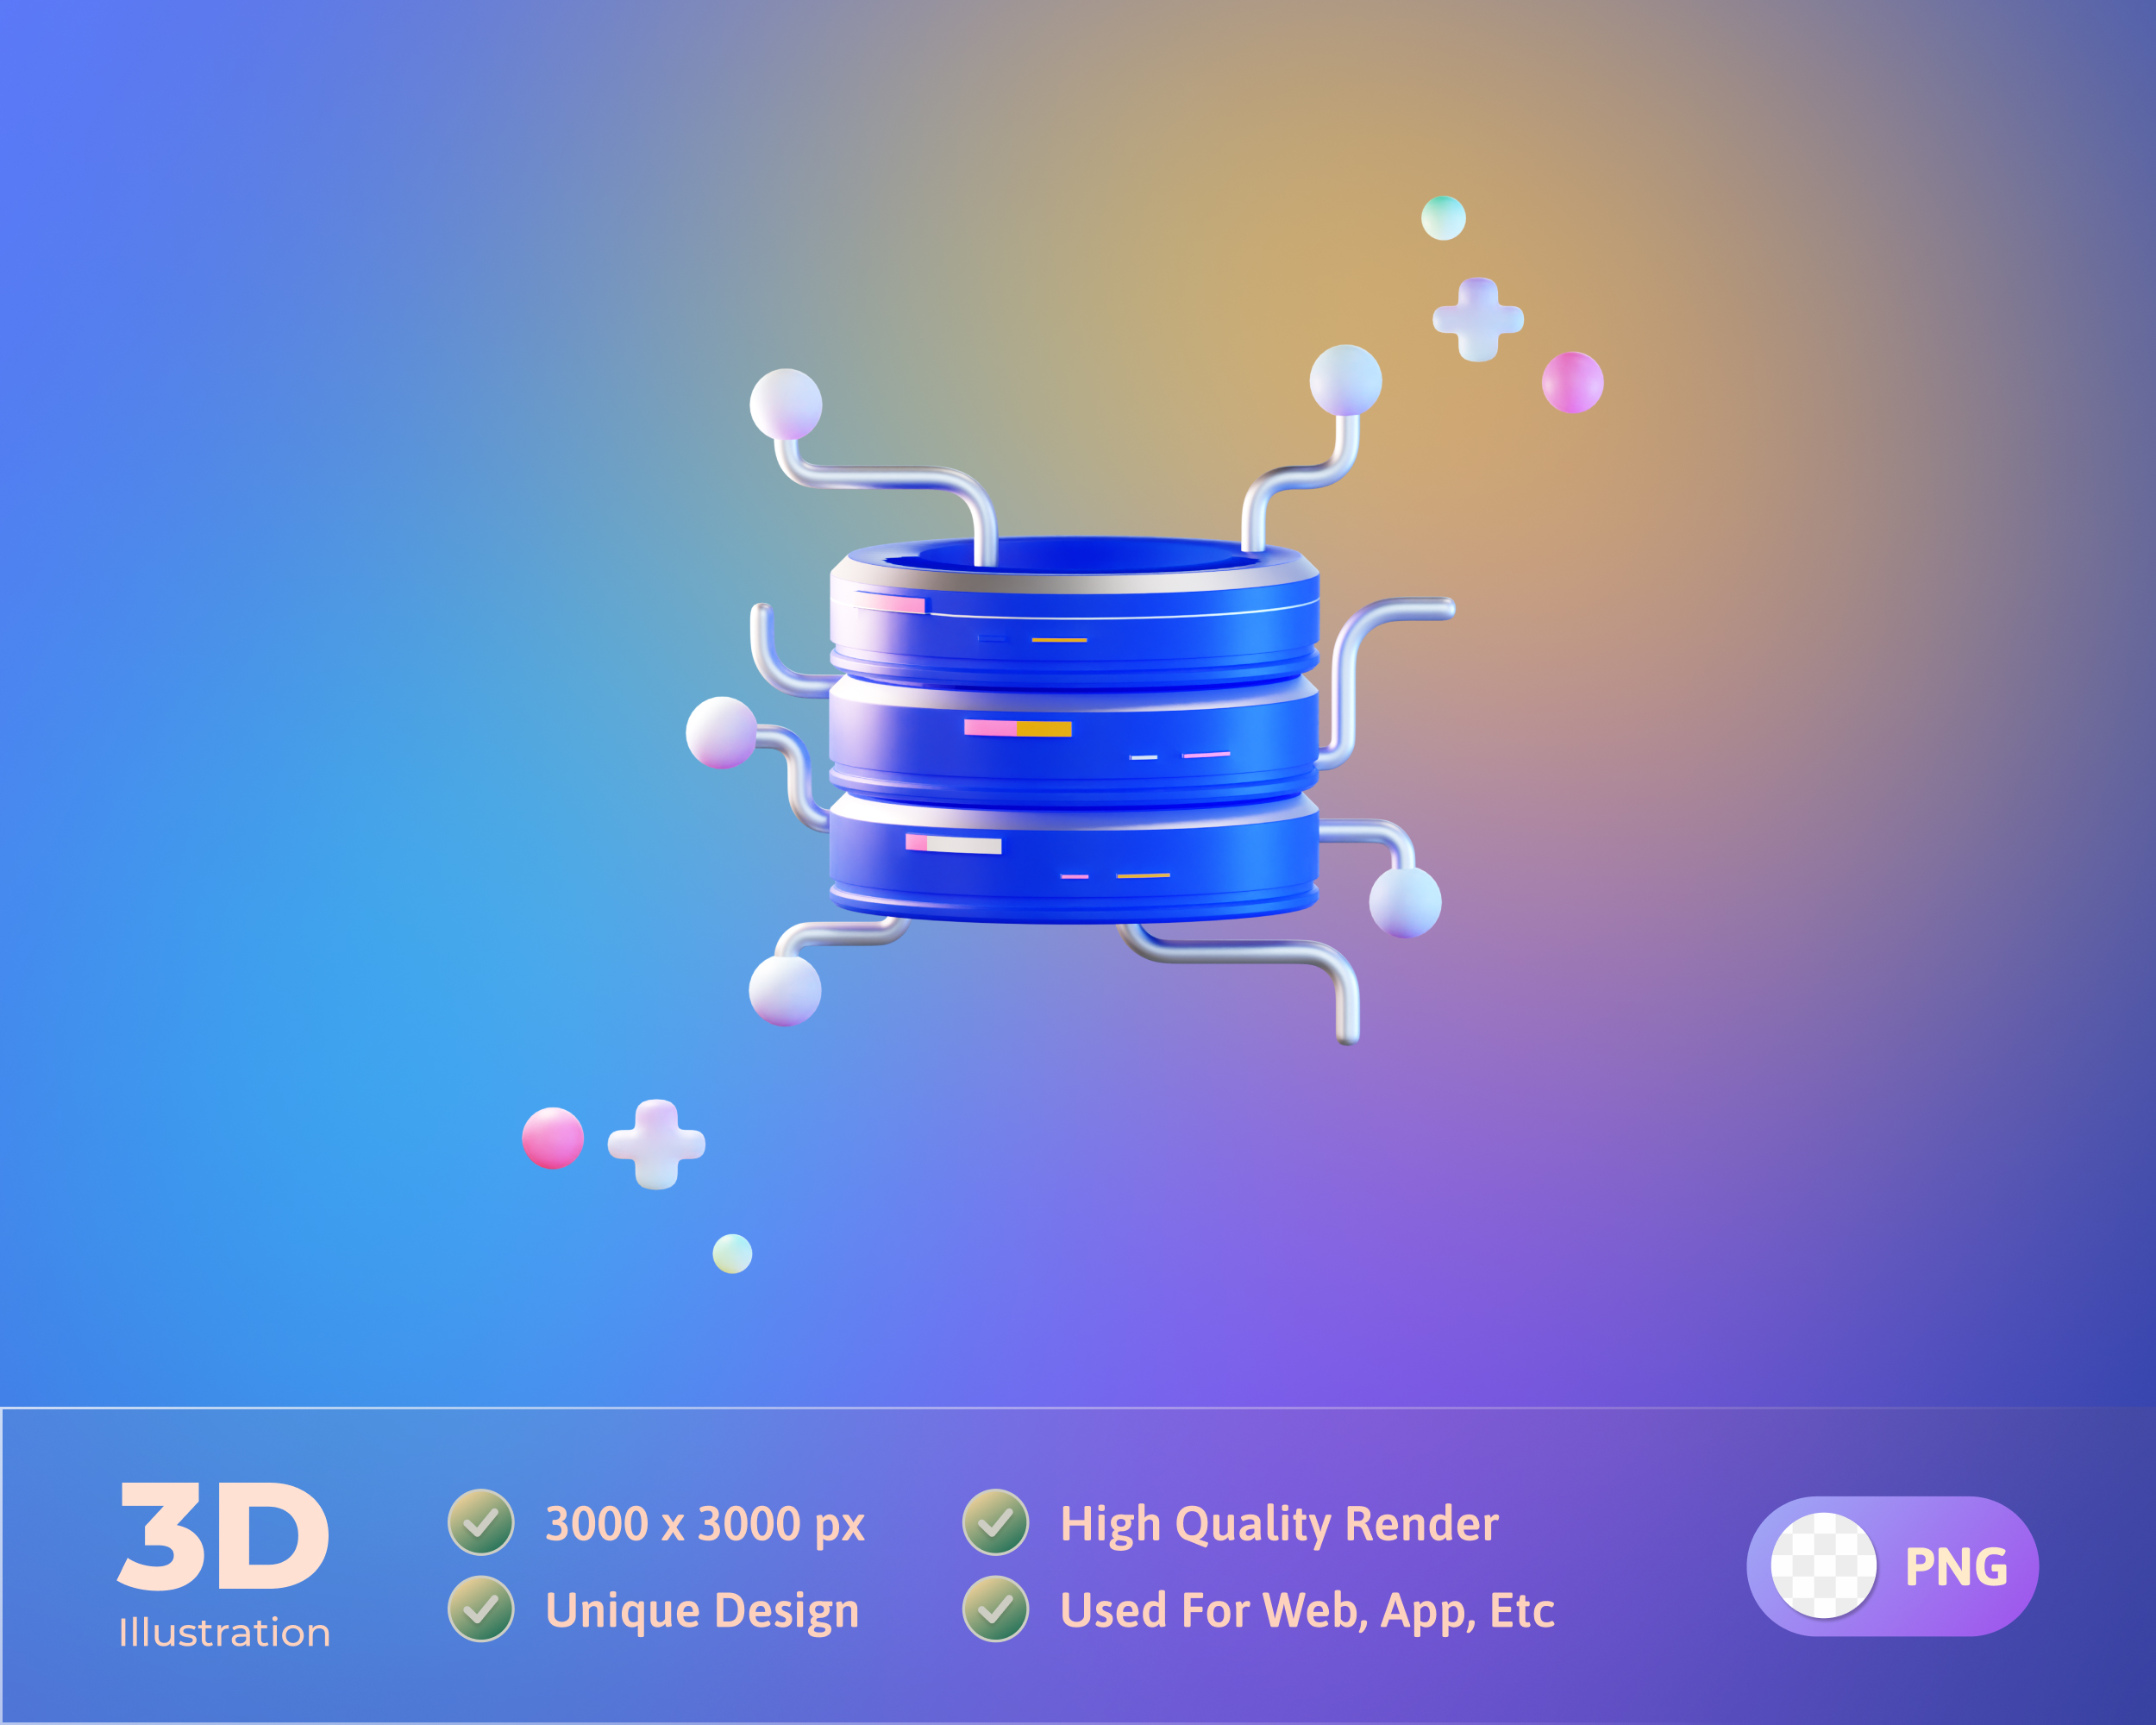 3D
Illustration
3000 x 3000 px
Unique Design
High Quality Render
Used For Web, App, Etc
PNG